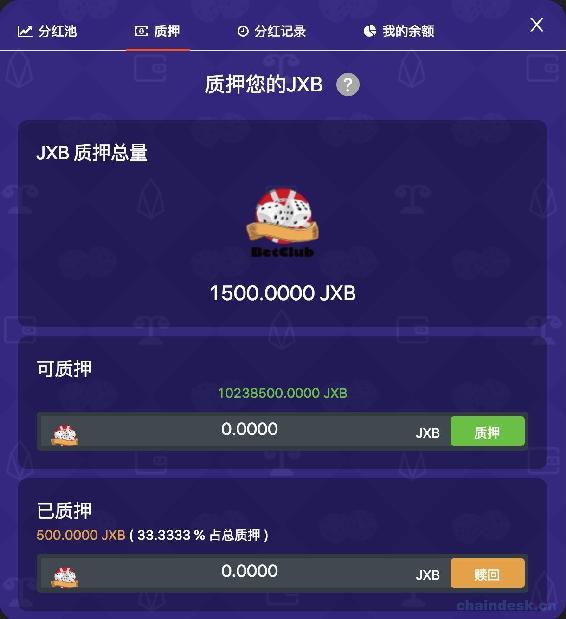 分红池 质押 分红记录 我的余额 X
质押您的JXB ?
JXB 质押总量
BetClub
1500.0000 JXB
可质押
10238500.0000 JXB
0.0000 JXB 质押
已质押
500.0000 JXB ( 33.3333 % 占总质押 )
0.0000 JXB 赎回
chaindesk.cn